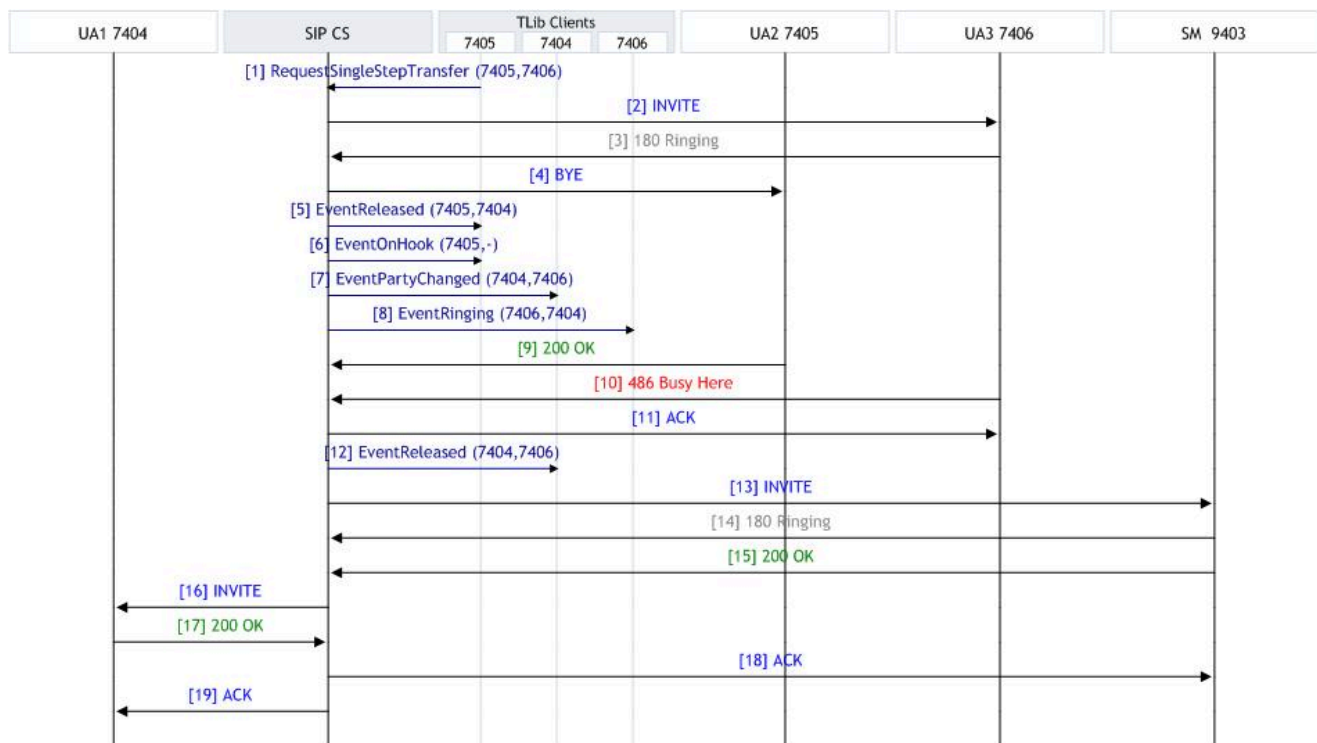 UA1 7404
SIP CS
TLib Clients
7405 7404 7406
UA2 7405
UA3 7406
SM 9403
[1] RequestSingleStepTransfer (7405,7406)
[2] INVITE
[3] 180 Ringing
[4] BYE
[5] EventReleased (7405,7404)
[6] EventOnHook (7405,-)
[7] EventPartyChanged (7404,7406)
[8] EventRinging (7406,7404)
[9] 200 OK
[10] 486 Busy Here
[11] ACK
[12] EventReleased (7404,7406)
[13] INVITE
[14] 180 Ringing
[15] 200 OK
[16] INVITE
[17] 200 OK
[18] ACK
[19] ACK